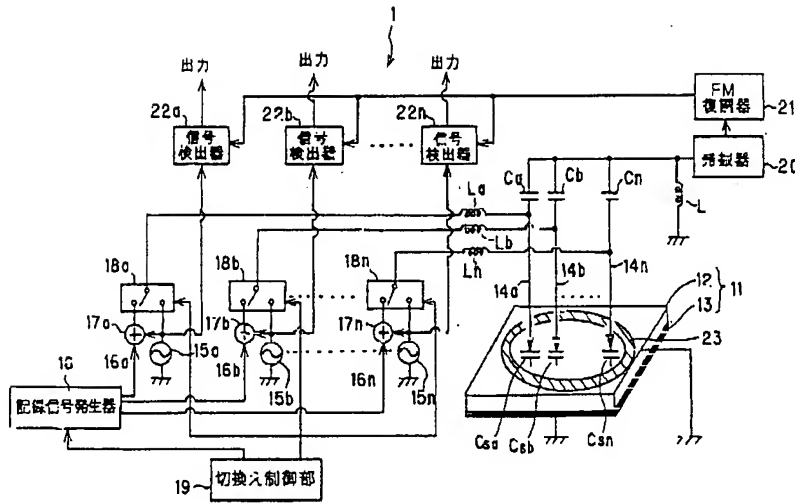 1
出力
出力
出力
22a
22b
22n
信号
検出器
信号
検出器
信号
検出器
FM
復調器
21
発振器
20
Ca
Cb
Cn
L
La
Lb
Ln
18a
18b
18n
14a
14b
14n
12
13
11
23
17a
17b
17n
16a
16b
16n
15a
15b
15n
Csa
Csb
Csn
記録信号発生器
19
切換え制御部